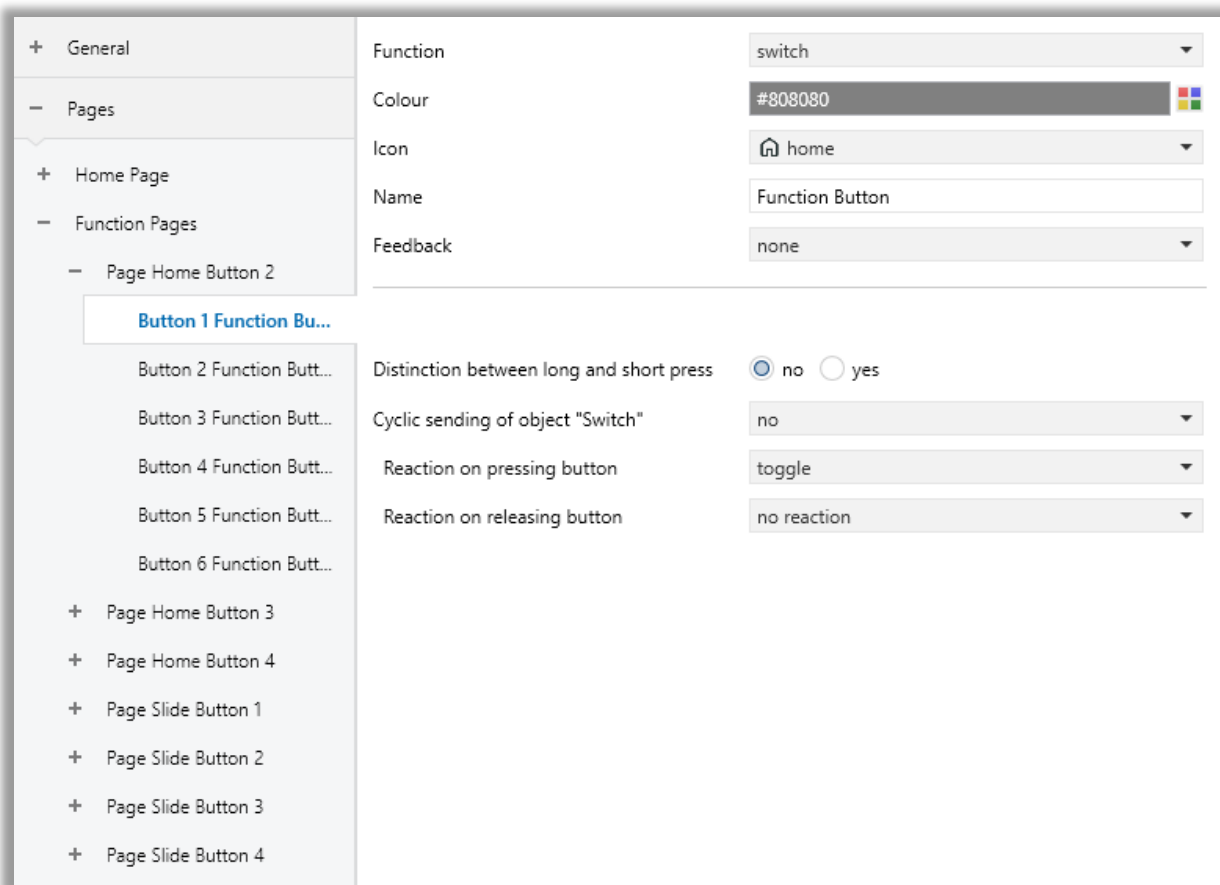 General
Pages
Home Page
Function Pages
Page Home Button 2
Button 1 Function Bu...
Button 2 Function Butt...
Button 3 Function Butt...
Button 4 Function Butt...
Button 5 Function Butt...
Button 6 Function Butt...
Page Home Button 3
Page Home Button 4
Page Slide Button 1
Page Slide Button 2
Page Slide Button 3
Page Slide Button 4
Function switch
Colour #808080
Icon home
Name Function Button
Feedback none
Distinction between long and short press no yes
Cyclic sending of object "Switch" no
Reaction on pressing button toggle
Reaction on releasing button no reaction